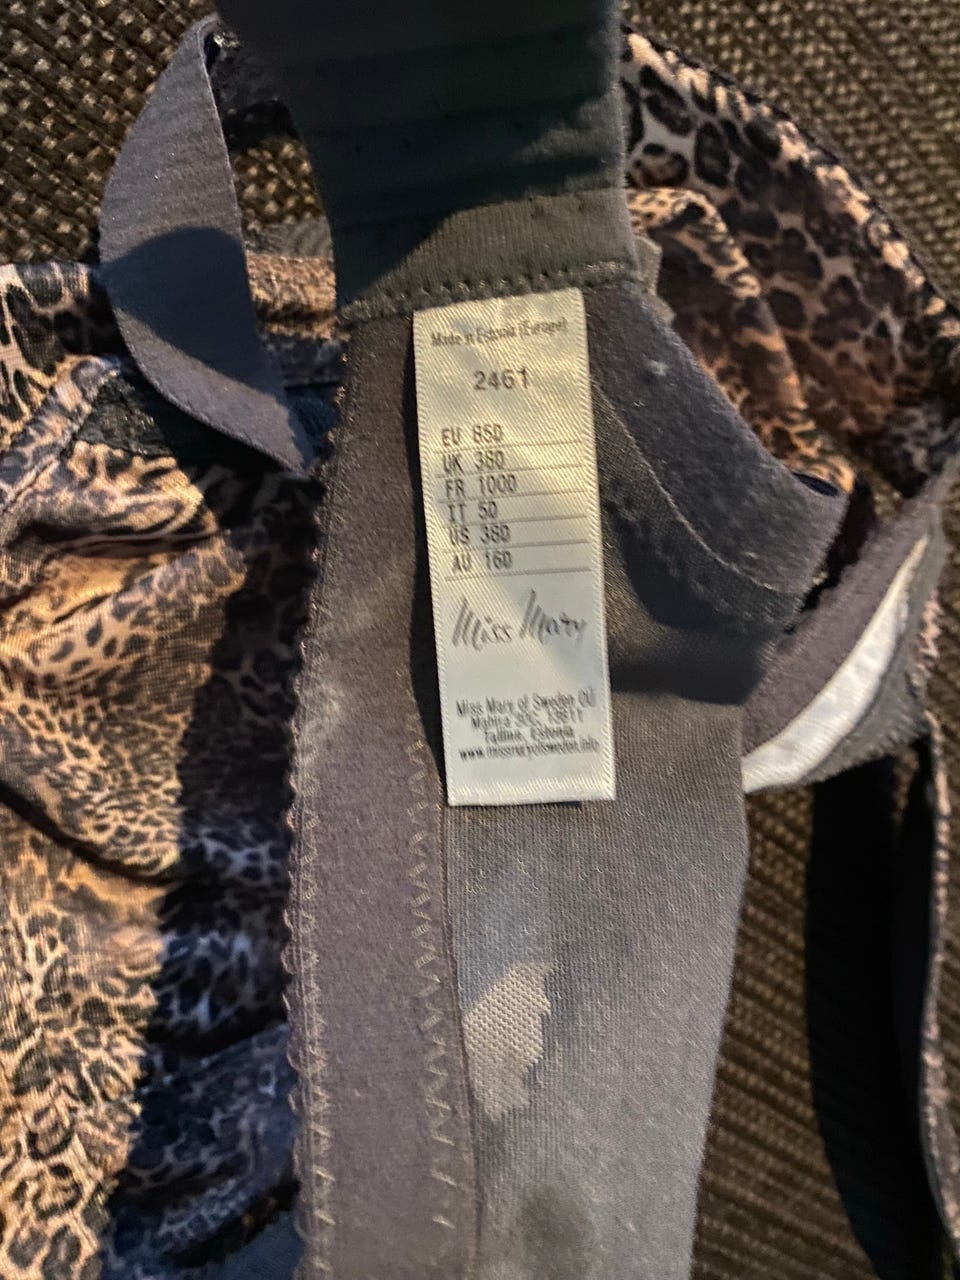 Made in Estonia (Europe)
2461
EU 85D
UK 38D
FR 100D
IT 5D
US 38D
AU 16D
Miss Mary
Miss Mary of Sweden OÜ
Mahtra 30C, 13811
Tallinn, Estonia
www.missmaryofsweden.info